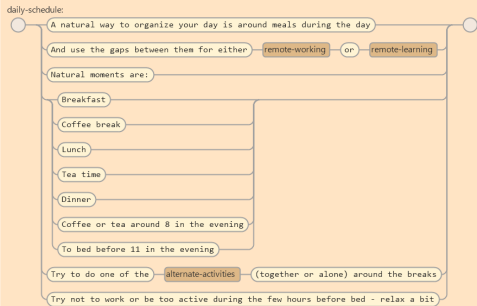 daily-schedule:
A natural way to organize your day is around meals during the day
And use the gaps between them for either remote-working or remote-learning
Natural moments are:
Breakfast
Coffee break
Lunch
Tea time
Dinner
Coffee or tea around 8 in the evening
To bed before 11 in the evening
Try to do one of the alternate-activities (together or alone) around the breaks
Try not to work or be too active during the few hours before bed - relax a bit